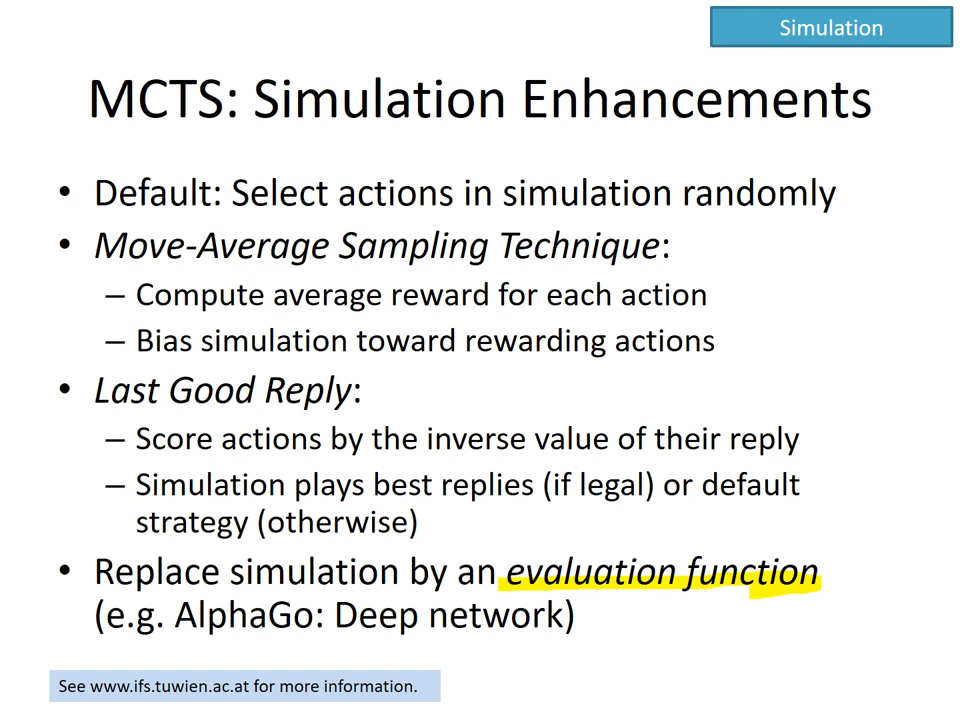 Simulation
MCTS: Simulation Enhancements
• Default: Select actions in simulation randomly
• Move-Average Sampling Technique:
– Compute average reward for each action
– Bias simulation toward rewarding actions
• Last Good Reply:
– Score actions by the inverse value of their reply
– Simulation plays best replies (if legal) or default
strategy (otherwise)
• Replace simulation by an evaluation function
(e.g. AlphaGo: Deep network)
See www.ifs.tuwien.ac.at for more information.